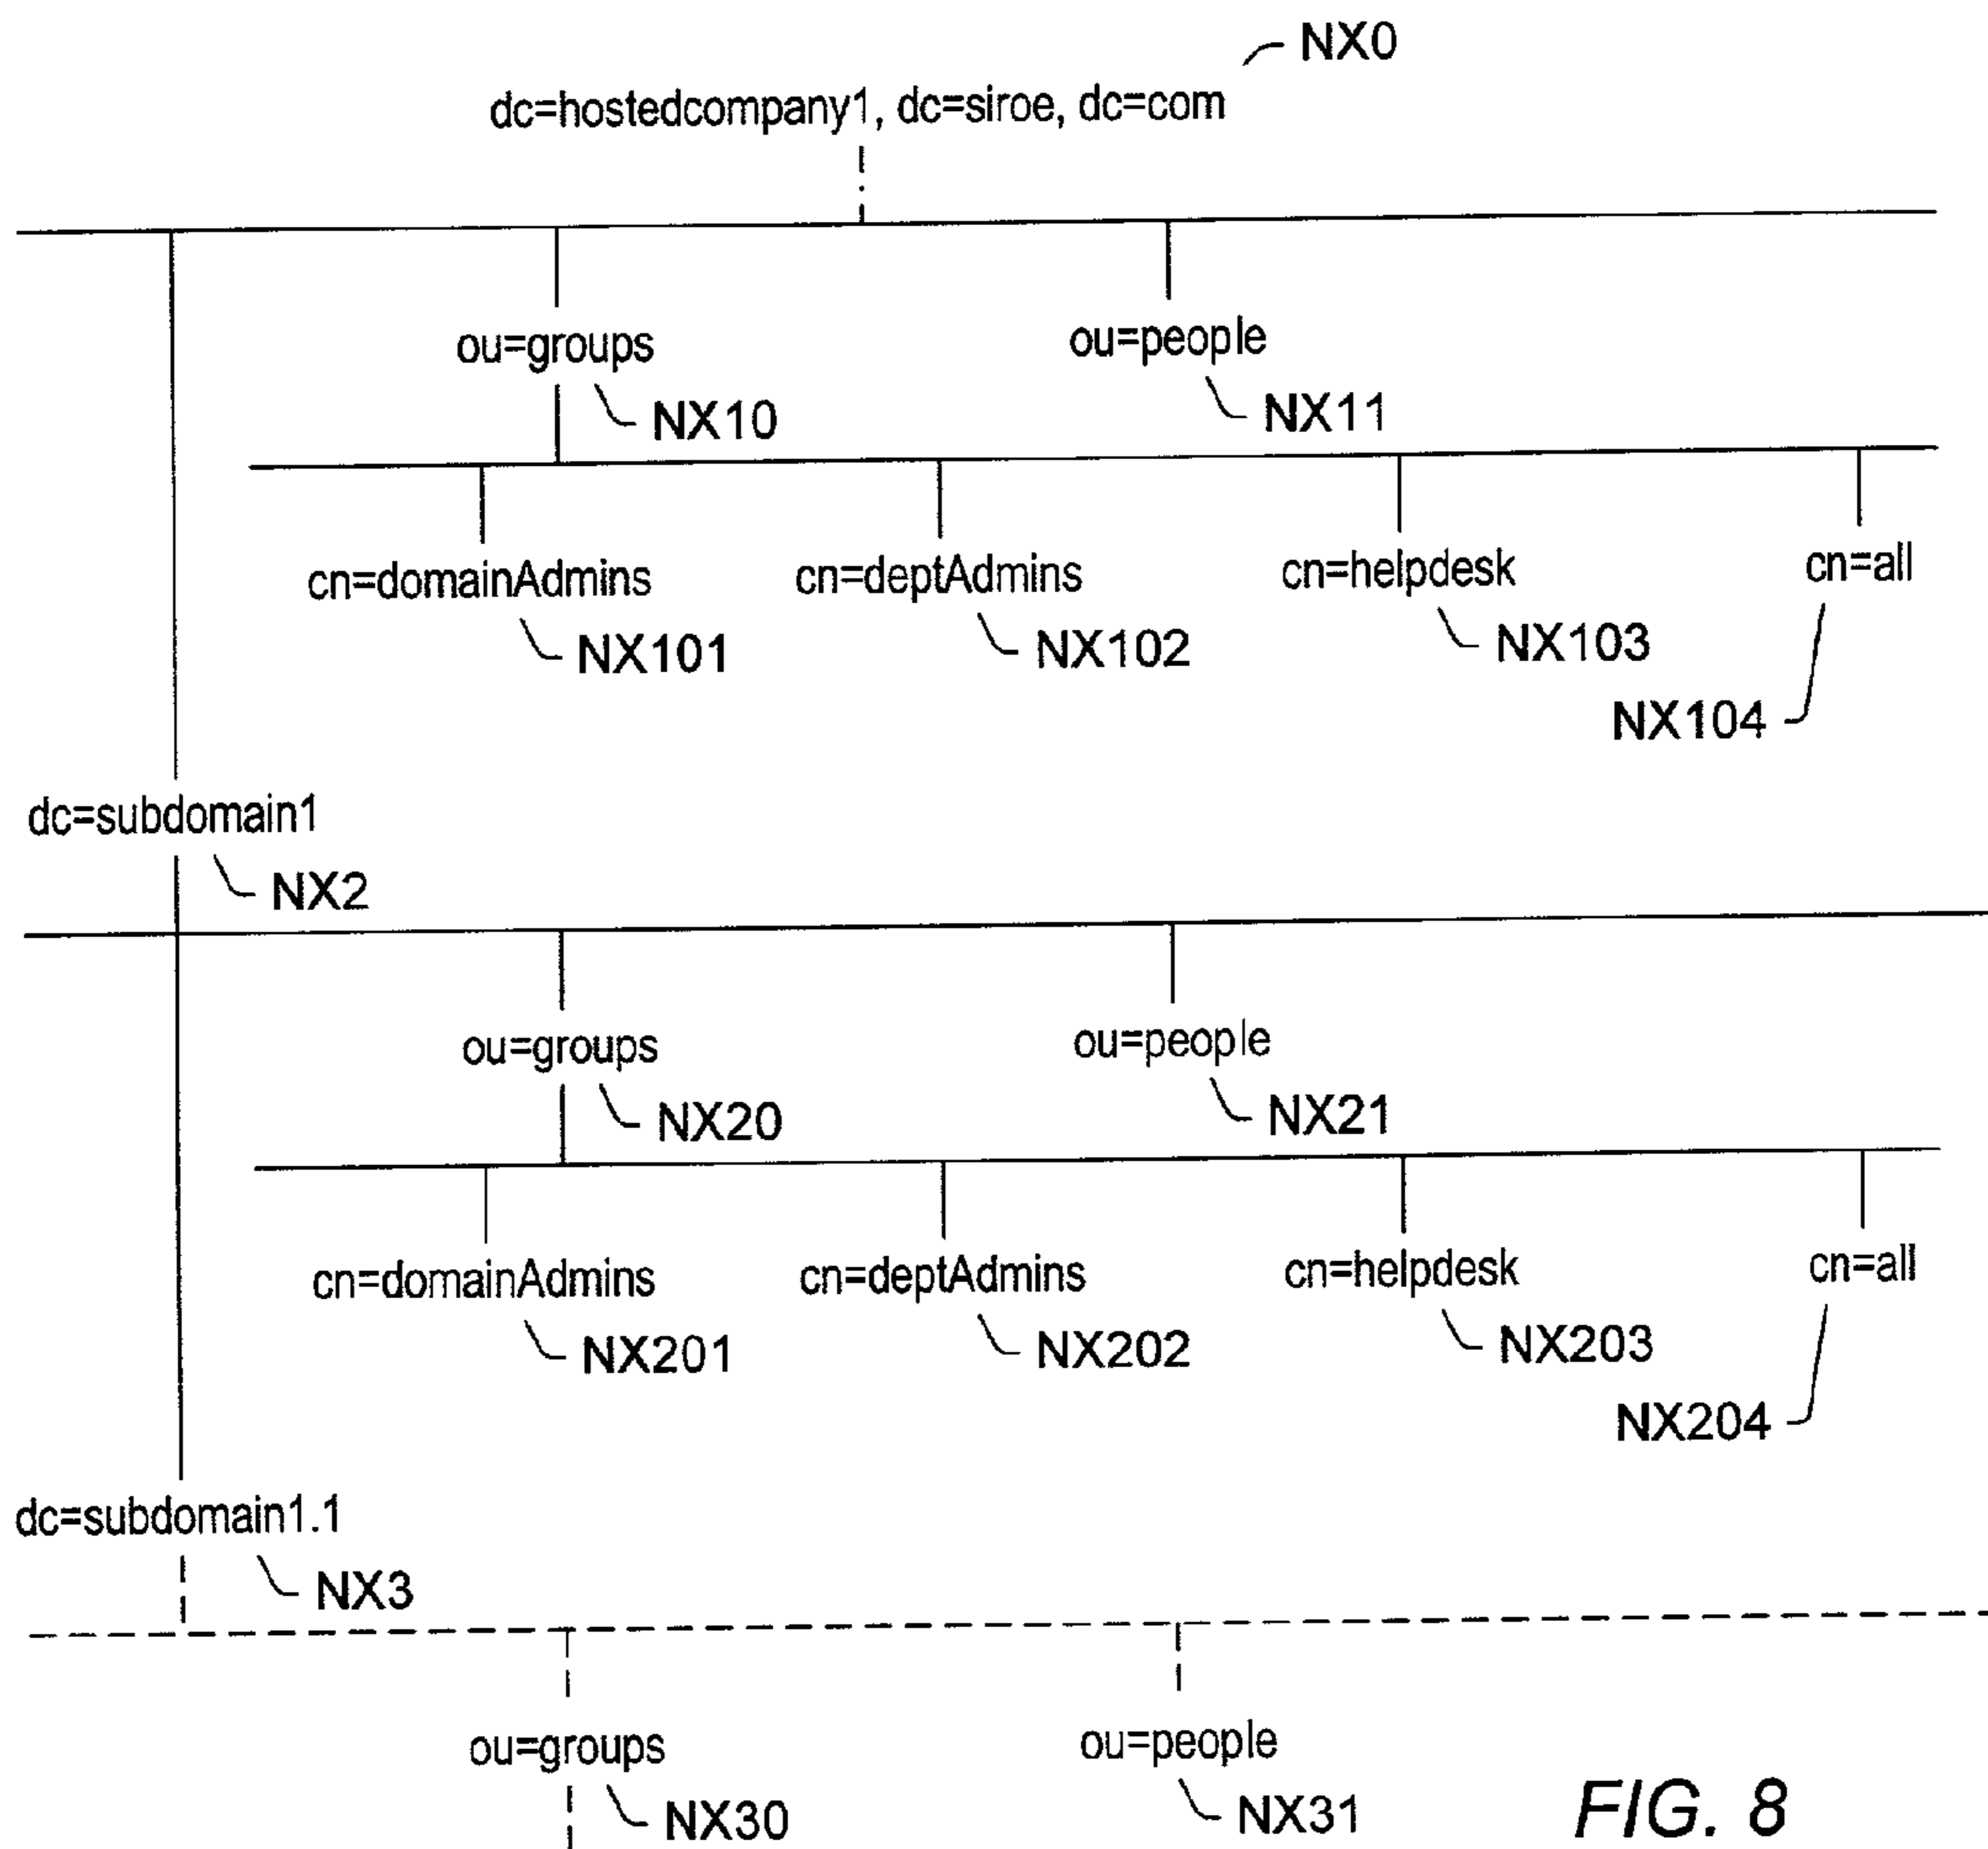 NX0
dc=hostedcompany1, dc=siroe, dc=com
ou=groups
ou=people
NX10
NX11
cn=domainAdmins
cn=deptAdmins
cn=helpdesk
cn=all
NX101
NX102
NX103
NX104
dc=subdomain1
NX2
ou=groups
ou=people
NX20
NX21
cn=domainAdmins
cn=deptAdmins
cn=helpdesk
cn=all
NX201
NX202
NX203
NX204
dc=subdomain1.1
NX3
ou=groups
ou=people
NX30
NX31
FIG. 8